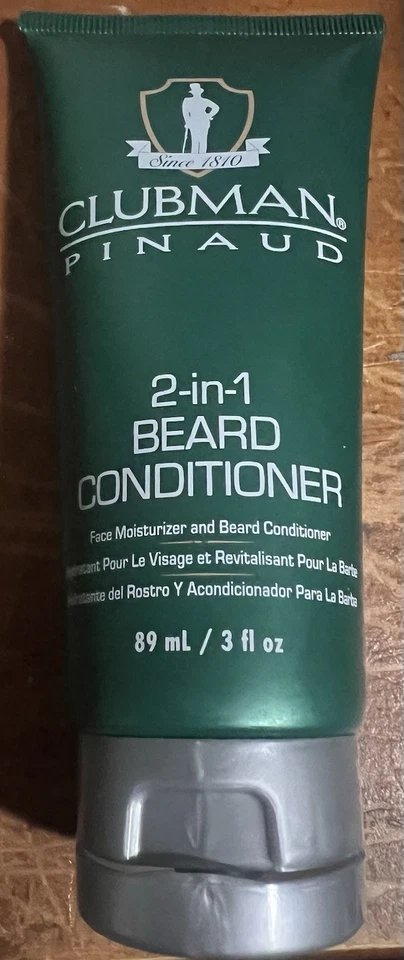 Since 1810
CLUBMAN®
PINAUD
2-in-1
BEARD
CONDITIONER
Face Moisturizer and Beard Conditioner
Pour Le Visage et Revitalisant Pour La Barbe
del Rostro Y Acondicionador Para La Barba
89 mL / 3 fl oz